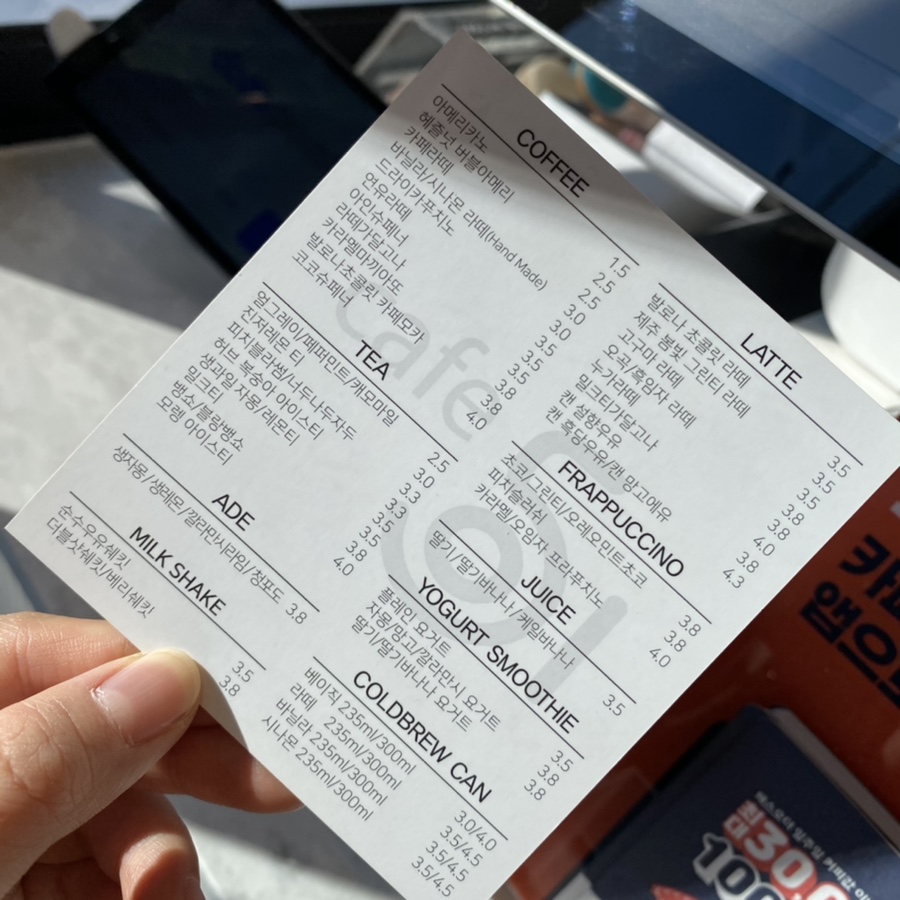 COFFEE
아메리카노 1.5
헤즐넛 버블아메리 2.5
카페라떼 2.5
바닐라/시나몬 라떼(Hand Made) 3.0
드라이카푸치노 3.0
연유라떼 3.5
아인슈페너 3.5
라떼가달고나 3.5
카라멜마끼아또 3.8
발로나초콜릿 카페모카 3.8
코코슈페너 4.0
TEA
얼그레이/페퍼민트/캐모마일 2.5
진저레몬 티 3.0
피치블라썸/너두나두자두 3.3
허브 복숭아 아이스티 3.3
생과일자몽/레몬티 3.5
밀크티 3.5
뱅쇼/블랑뱅쇼 3.8
모렝 아이스티 4.0
ADE
생자몽/생레몬/깔라만시라임/청포도 3.8
MILK SHAKE
순수우유쉐킷 3.5
더블샷쉐킷/베리쉐킷 3.8
LATTE
발로나 초콜릿 라떼 3.5
제주 봄빛 그린티 라떼 3.5
고구마 라떼 3.5
오곡/흑임자 라떼 3.8
누가라떼 3.8
밀크티가달고나 4.0
캔 설향우유 3.8
캔 흑당우유/캔 망고에유 4.3
FRAPPUCCINO
초코/그린티/오레오민트초코 3.8
피치슬러쉬 3.8
카라멜/오임자 프라푸치노 4.0
JUICE
딸기/딸기바나나/케일바나나 3.5
YOGURT SMOOTHIE
플레인 요거트 3.5
자몽/망고/깔라만시 요거트 3.8
딸기/딸기바나나 요거트 3.8
COLDBREW CAN
베이직 235ml/300ml 3.0/4.0
라떼 235ml/300ml 3.5/4.5
바닐라 235ml/300ml 3.5/4.5
시나몬 235ml/300ml 3.5/4.5
cafe
최대 30
100